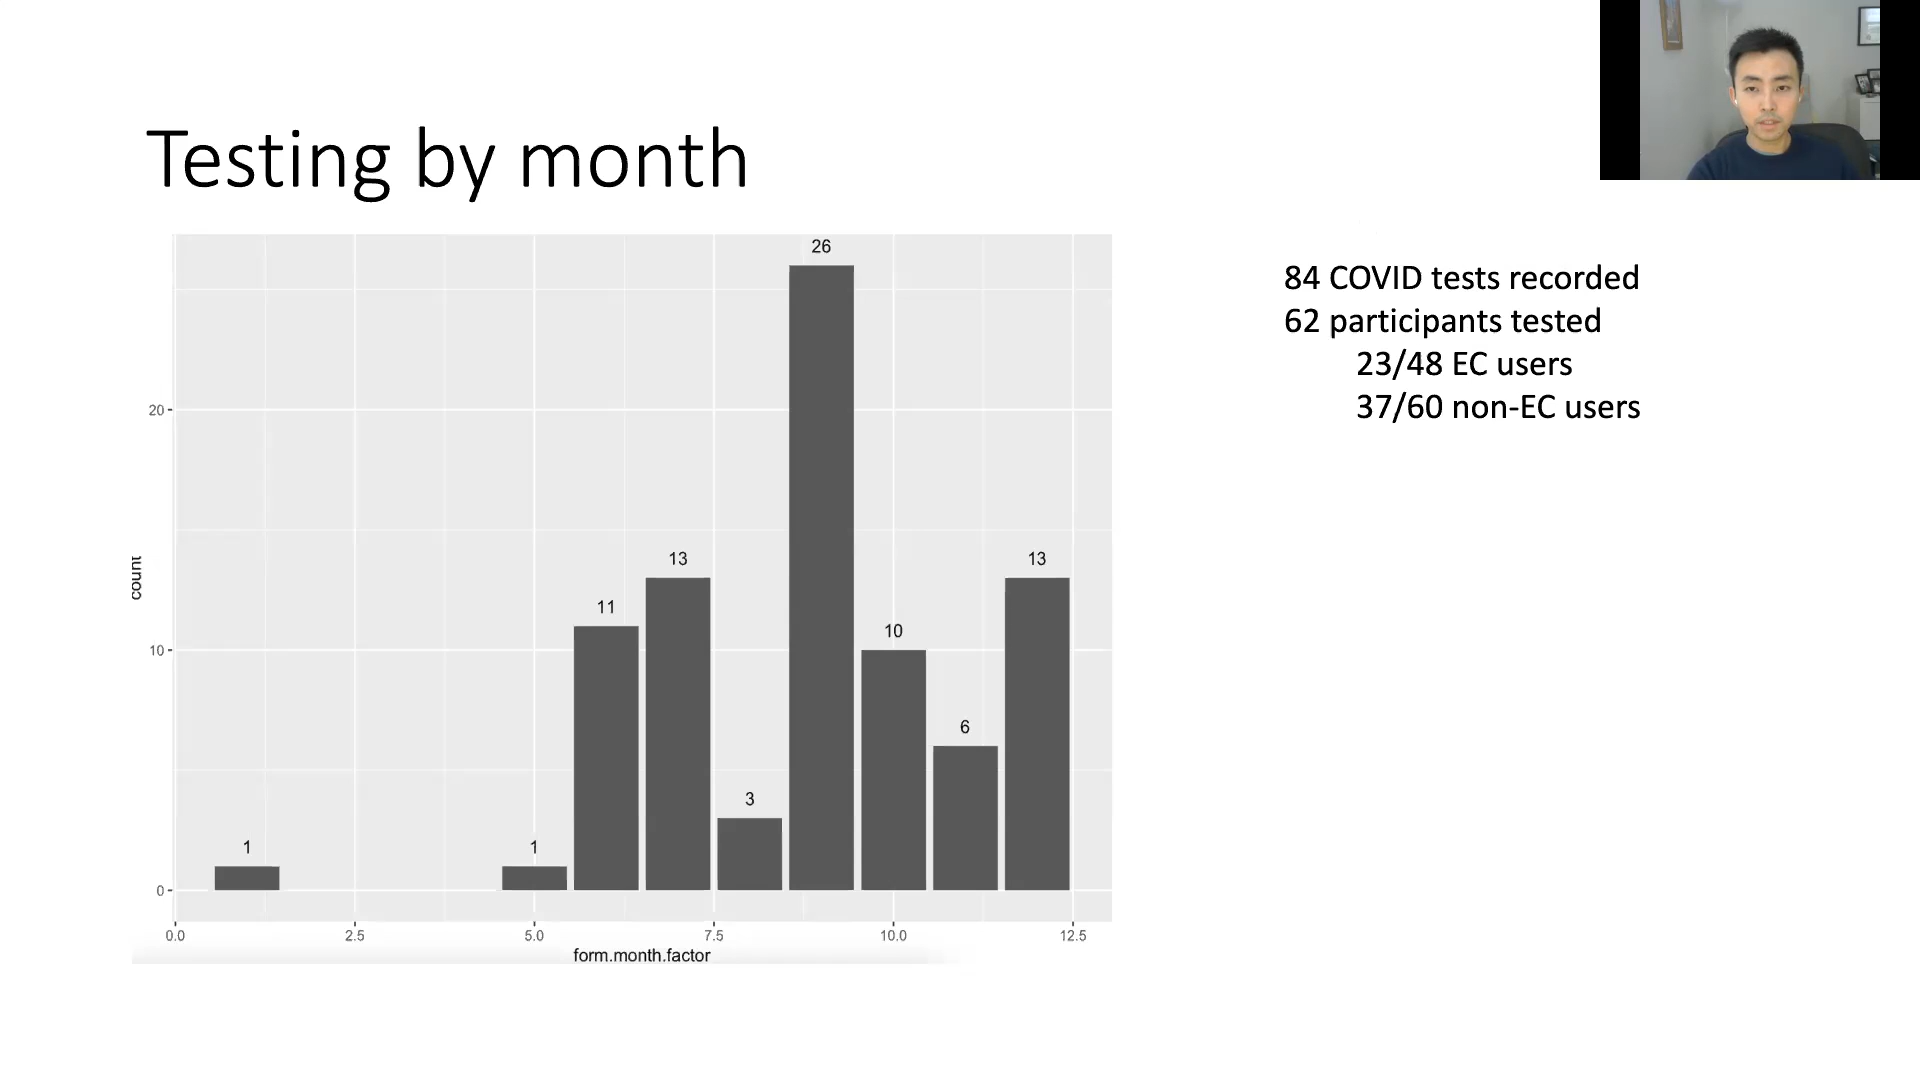 Testing by month
84 COVID tests recorded
62 participants tested
23/48 EC users
37/60 non-EC users
26
20
13
13
11
10
10
6
3
1
1
0
count
0.0 2.5 5.0 7.5 10.0 12.5
form.month.factor